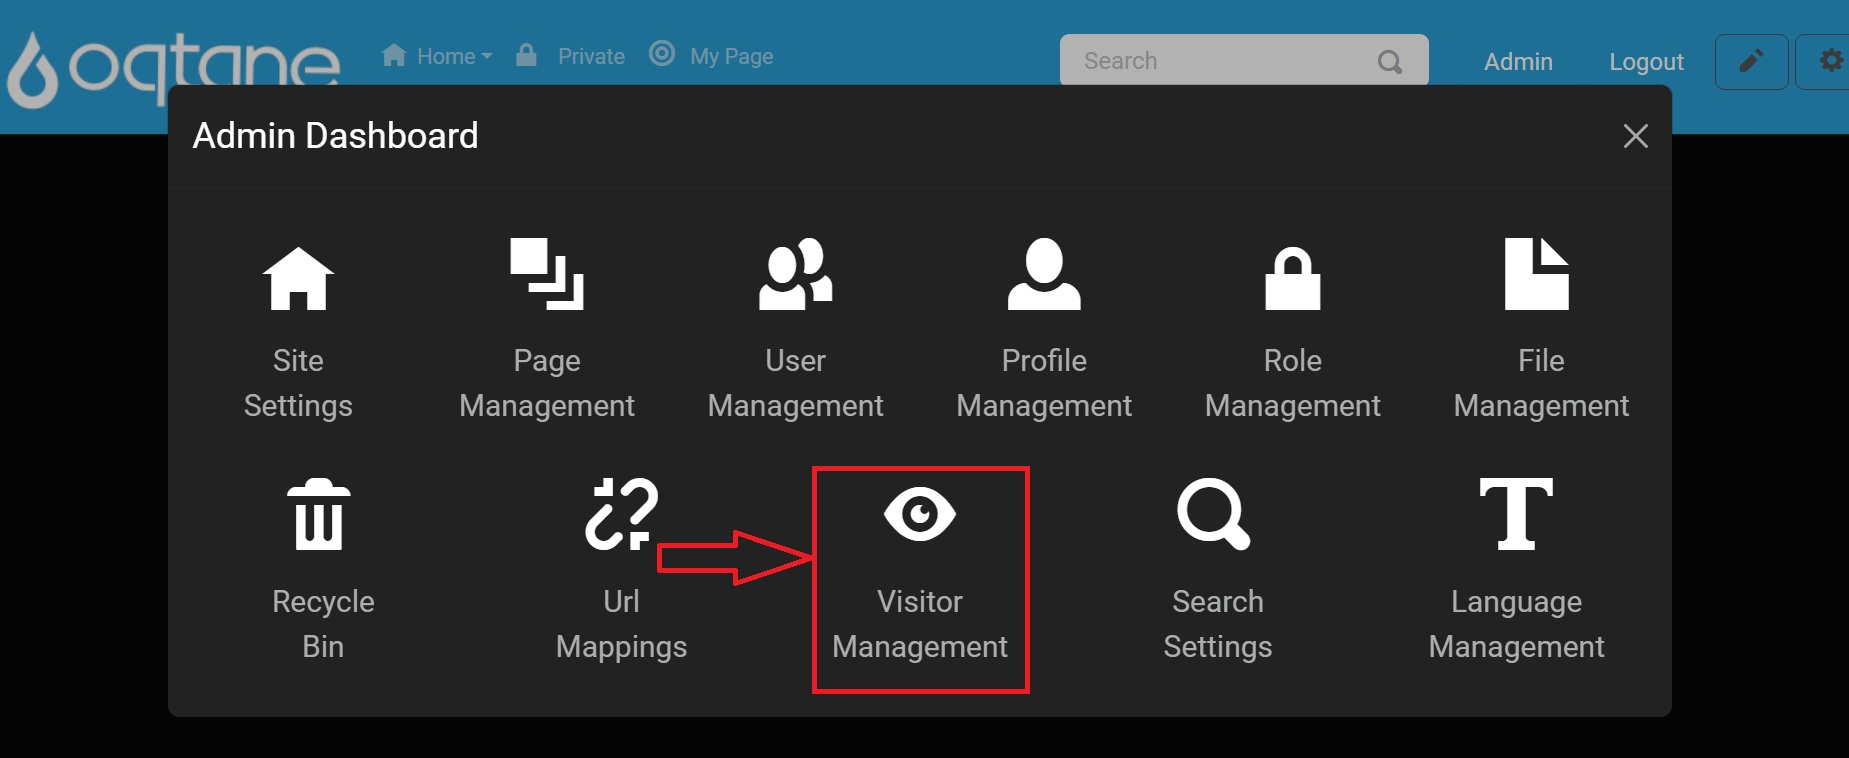 oqtane
Home Private My Page Search Admin Logout
Admin Dashboard
Site Settings
Page Management
User Management
Profile Management
Role Management
File Management
Recycle Bin
Url Mappings
Visitor Management
Search Settings
Language Management